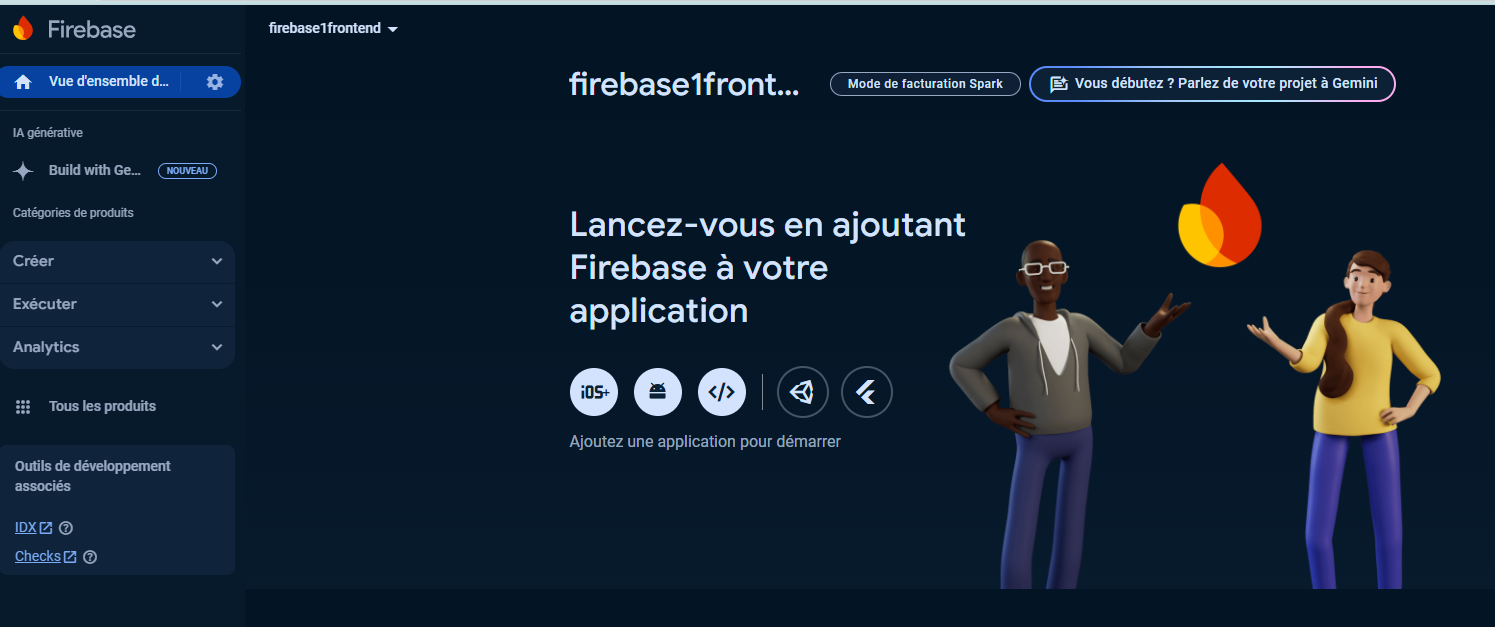 Firebase
firebase1frontend
Vue d'ensemble d...
firebase1front...
Mode de facturation Spark
Vous débutez ? Parlez de votre projet à Gemini
IA générative
Build with Ge...
NOUVEAU
Catégories de produits
Créer
Exécuter
Analytics
Tous les produits
Outils de développement
associés
IDX
Checks
Lancez-vous en ajoutant
Firebase à votre
application
iOS+
Ajoutez une application pour démarrer